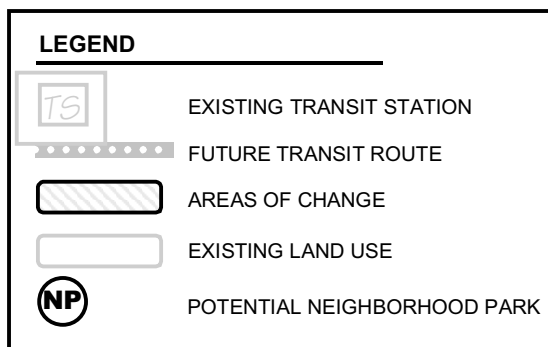 LEGEND
TS EXISTING TRANSIT STATION
FUTURE TRANSIT ROUTE
AREAS OF CHANGE
EXISTING LAND USE
NP POTENTIAL NEIGHBORHOOD PARK